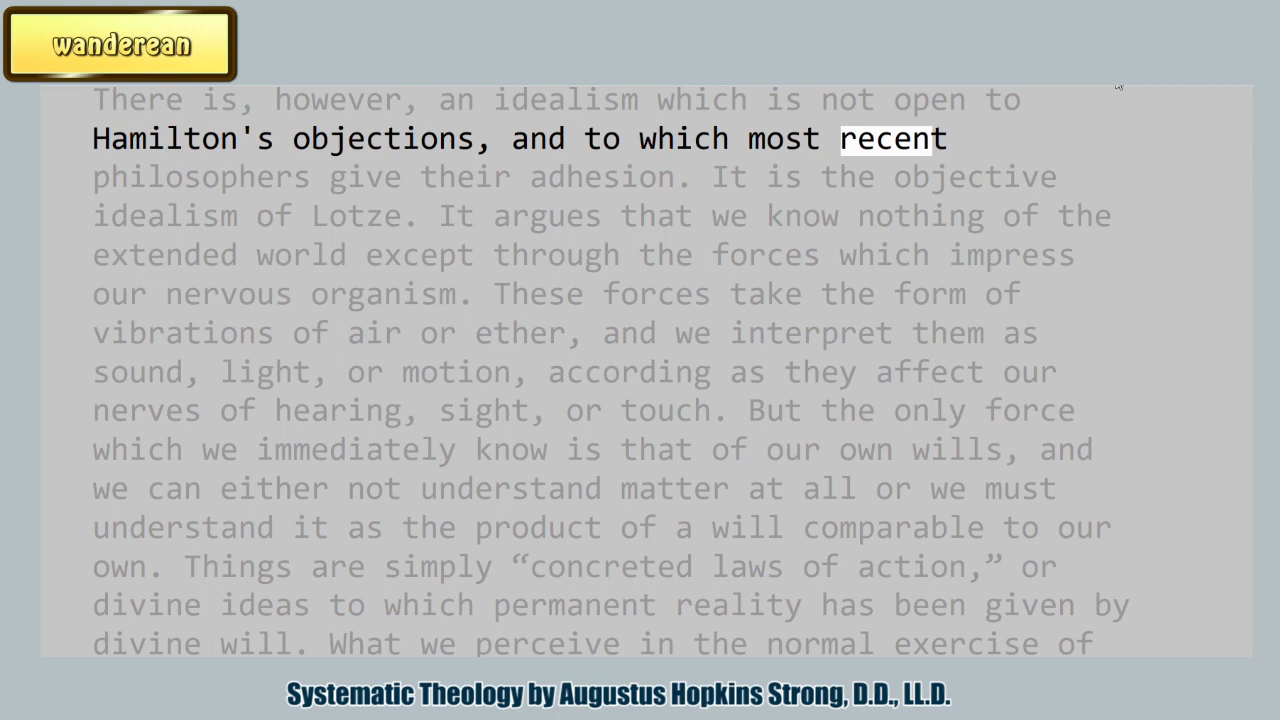 wanderean
There is, however, an idealism which is not open to
Hamilton's objections, and to which most recent
philosophers give their adhesion. It is the objective
idealism of Lotze. It argues that we know nothing of the
extended world except through the forces which impress
our nervous organism. These forces take the form of
vibrations of air or ether, and we interpret them as
sound, light, or motion, according as they affect our
nerves of hearing, sight, or touch. But the only force
which we immediately know is that of our own wills, and
we can either not understand matter at all or we must
understand it as the product of a will comparable to our
own. Things are simply “concreted laws of action,” or
divine ideas to which permanent reality has been given by
divine will. What we perceive in the normal exercise of
Systematic Theology by Augustus Hopkins Strong, D.D., LL.D.